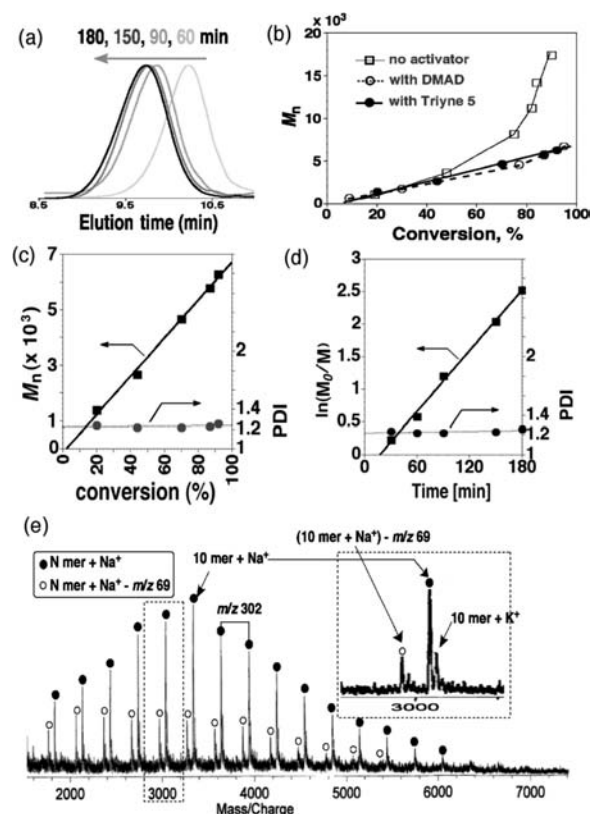 (a)
180, 150, 90, 60 min
8.5 9.5 10.6
Elution time (min)
(b)
× 10³
20
15
10
5
0
Mn
no activator
with DMAD
with Triyne 5
0 20 40 60 80 100
Conversion, %
(c)
7
6
5
4
3
2
1
0
Mn (x 10³)
2
1.4
1.2
1
PDI
0 20 40 60 80 100
conversion (%)
(d)
3
2.5
2
1.5
1
0.5
0
ln(M₀/M)
2
1.4
1.2
1
PDI
0 60 120 180
Time [min]
(e)
N mer + Na⁺
N mer + Na⁺ - m/z 69
10 mer + Na⁺
(10 mer + Na⁺) - m/z 69
m/z 302
10 mer + K⁺
3000
2000 3000 4000 5000 6000 7000
Mass/Charge